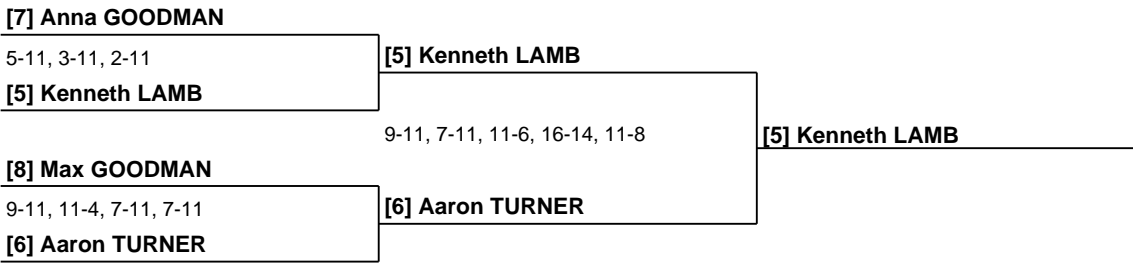 [7] Anna GOODMAN
5-11, 3-11, 2-11
[5] Kenneth LAMB
[5] Kenneth LAMB
9-11, 7-11, 11-6, 16-14, 11-8
[5] Kenneth LAMB
[8] Max GOODMAN
9-11, 11-4, 7-11, 7-11
[6] Aaron TURNER
[6] Aaron TURNER